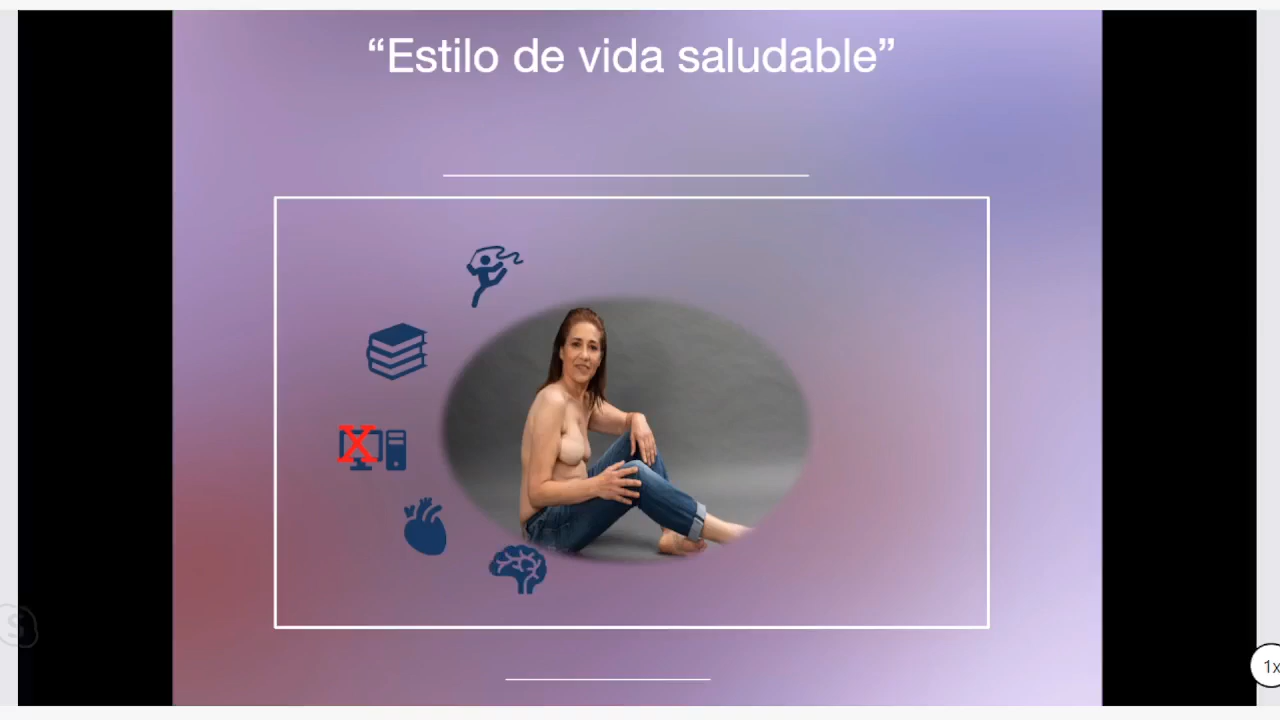 “Estilo de vida saludable”
X
S
1x